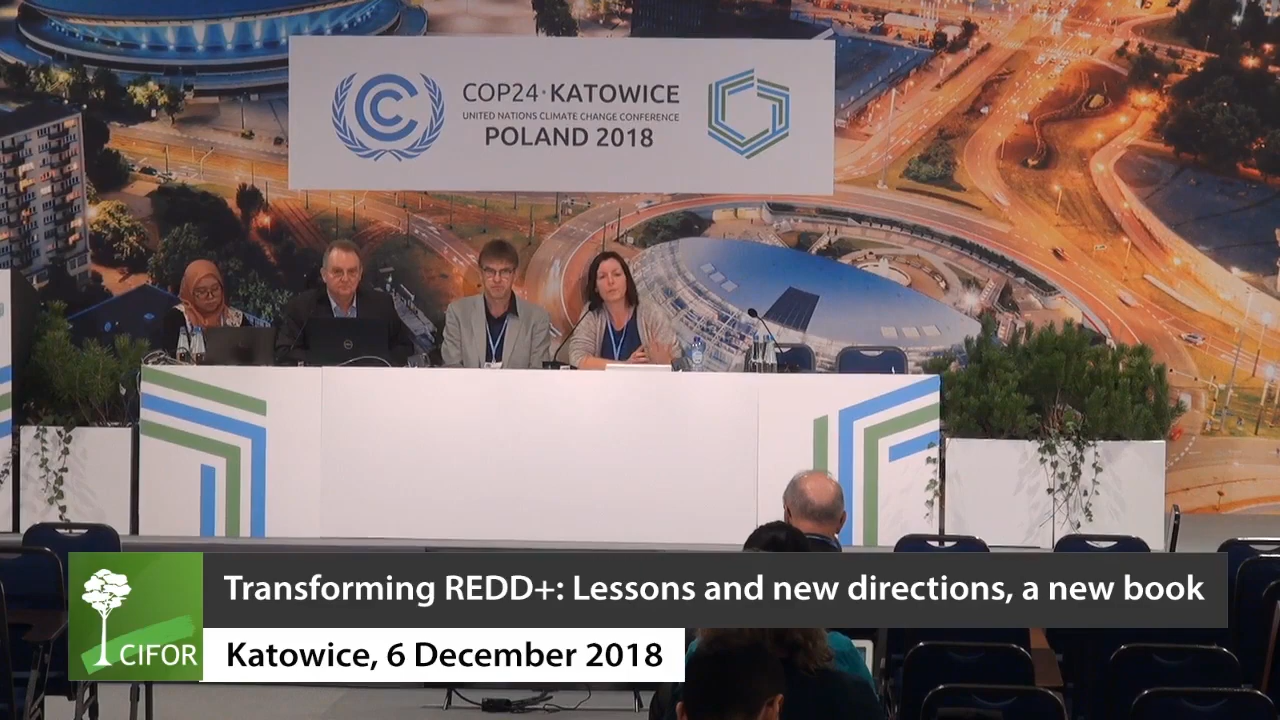 COP24·KATOWICE
UNITED NATIONS CLIMATE CHANGE CONFERENCE
POLAND 2018
DELL
Transforming REDD+: Lessons and new directions, a new book
CIFOR
Katowice, 6 December 2018